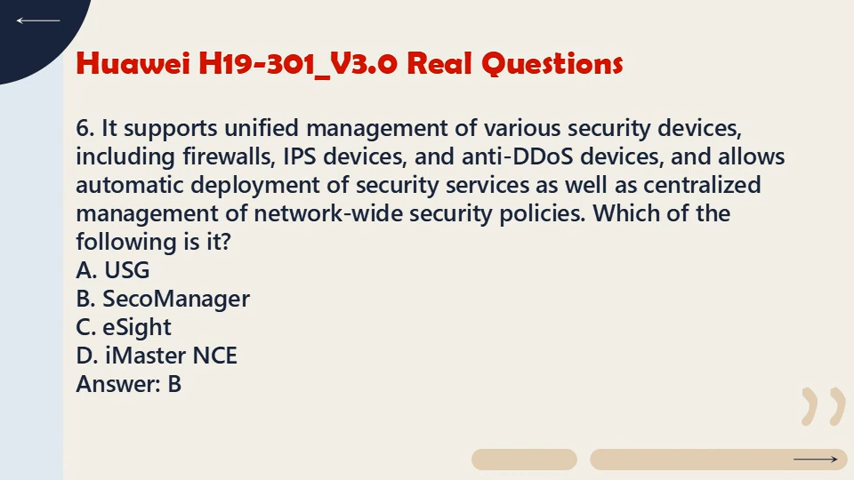 Huawei H19-301_V3.0 Real Questions
6. It supports unified management of various security devices,
including firewalls, IPS devices, and anti-DDoS devices, and allows
automatic deployment of security services as well as centralized
management of network-wide security policies. Which of the
following is it?
A. USG
B. SecoManager
C. eSight
D. iMaster NCE
Answer: B